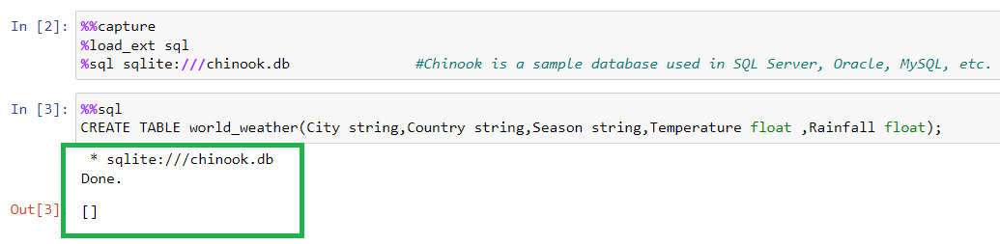 In [2]: %%capture
%load_ext sql
%sql sqlite:///chinook.db #Chinook is a sample database used in SQL Server, Oracle, MySQL, etc.
In [3]: %%sql
CREATE TABLE world_weather(City string,Country string,Season string,Temperature float ,Rainfall float);
* sqlite:///chinook.db
Done.
Out[3] []